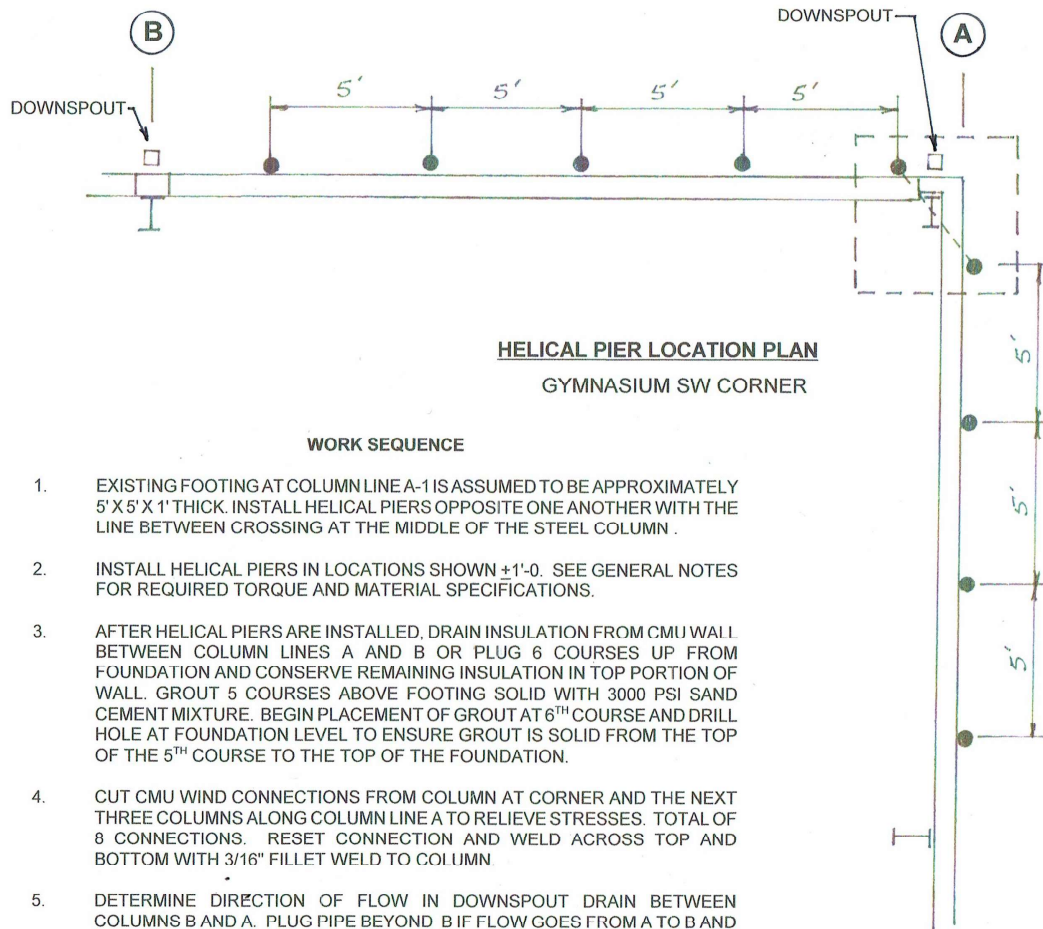 DOWNSPOUT
B
A
DOWNSPOUT
5'
5'
5'
5'
5'
5'
5'
HELICAL PIER LOCATION PLAN
GYMNASIUM SW CORNER
WORK SEQUENCE
1. EXISTING FOOTING AT COLUMN LINE A-1 IS ASSUMED TO BE APPROXIMATELY
5' X 5' X 1' THICK. INSTALL HELICAL PIERS OPPOSITE ONE ANOTHER WITH THE
LINE BETWEEN CROSSING AT THE MIDDLE OF THE STEEL COLUMN .
2. INSTALL HELICAL PIERS IN LOCATIONS SHOWN ±1'-0. SEE GENERAL NOTES
FOR REQUIRED TORQUE AND MATERIAL SPECIFICATIONS.
3. AFTER HELICAL PIERS ARE INSTALLED, DRAIN INSULATION FROM CMU WALL
BETWEEN COLUMN LINES A AND B OR PLUG 6 COURSES UP FROM
FOUNDATION AND CONSERVE REMAINING INSULATION IN TOP PORTION OF
WALL. GROUT 5 COURSES ABOVE FOOTING SOLID WITH 3000 PSI SAND
CEMENT MIXTURE. BEGIN PLACEMENT OF GROUT AT 6TH COURSE AND DRILL
HOLE AT FOUNDATION LEVEL TO ENSURE GROUT IS SOLID FROM THE TOP
OF THE 5TH COURSE TO THE TOP OF THE FOUNDATION.
4. CUT CMU WIND CONNECTIONS FROM COLUMN AT CORNER AND THE NEXT
THREE COLUMNS ALONG COLUMN LINE A TO RELIEVE STRESSES. TOTAL OF
8 CONNECTIONS. RESET CONNECTION AND WELD ACROSS TOP AND
BOTTOM WITH 3/16" FILLET WELD TO COLUMN.
5. DETERMINE DIRECTION OF FLOW IN DOWNSPOUT DRAIN BETWEEN
COLUMNS B AND A. PLUG PIPE BEYOND B IF FLOW GOES FROM A TO B AND